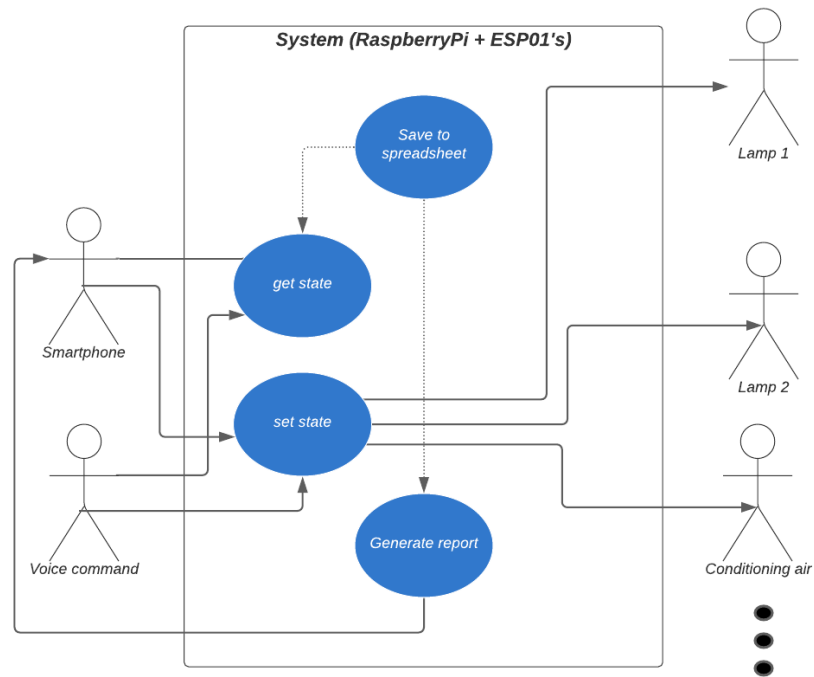 System (RaspberryPi + ESP01's)
Save to
spreadsheet
Lamp 1
get state
Smartphone
Lamp 2
set state
Voice command
Generate report
Conditioning air